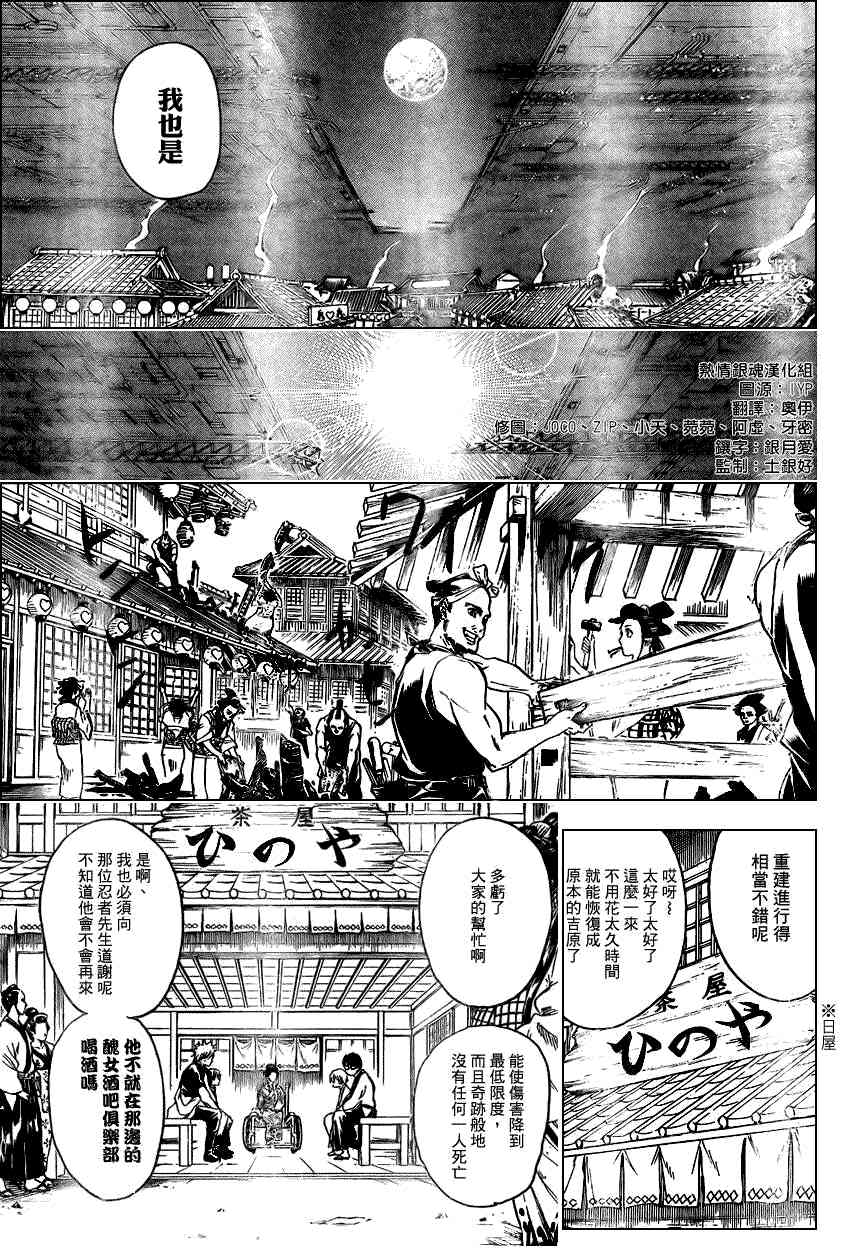 我也是
熱情銀魂漢化組
圖源：IYP
翻譯：奧伊
修圖：JOCO、ZIP、小天、菀菀、阿虛、牙密
鑲字：銀月愛
監制：土銀好
トン
ワイ
ワイ
重建進行得
相當不錯呢
哎呀~
太好了太好了
這麼一來
不用花太久時間
就能恢復成
原本的吉原了
茶屋
ひのや
※日屋
多虧了
大家的幫忙啊
能使傷害降到
最低限度，
而且奇跡般地
沒有任何一人死亡
茶屋
ひのや
是啊、
我也必須向
那位忍者先生道謝呢
不知道他會不會再來
他不就在那邊的
醜女酒吧俱樂部
喝酒嗎